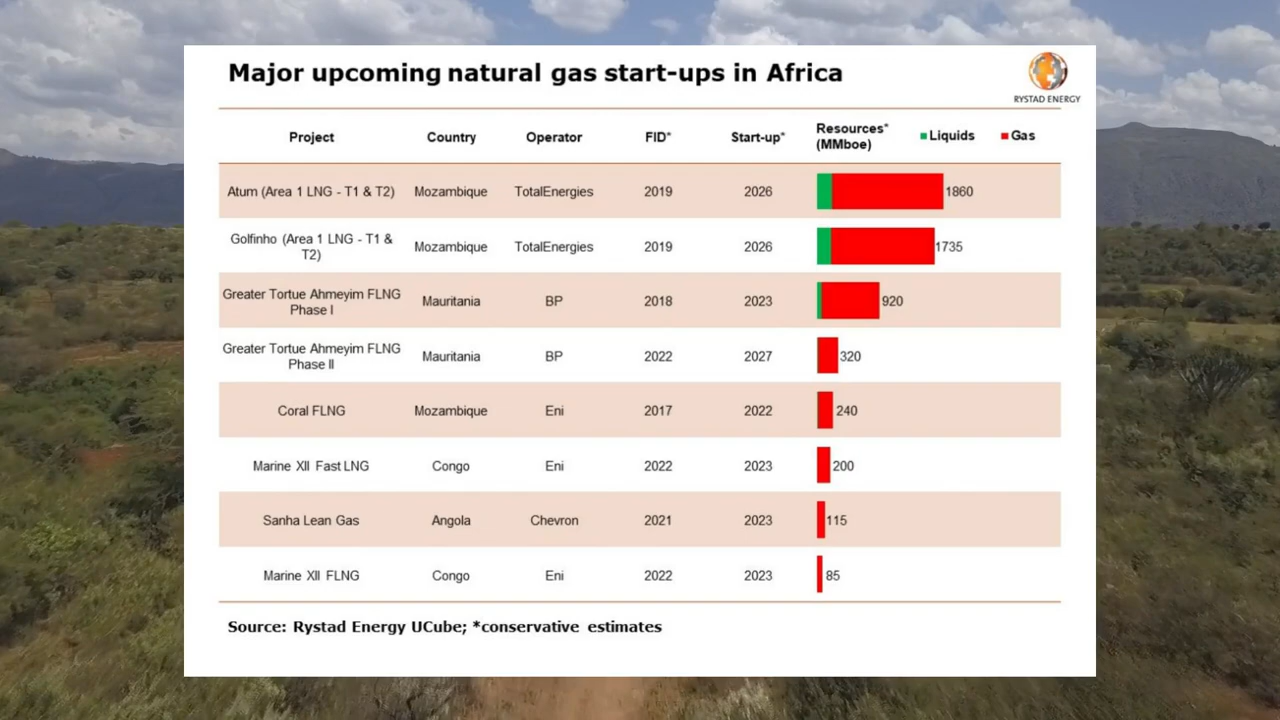 Major upcoming natural gas start-ups in Africa
RYSTAD ENERGY
Project Country Operator FID* Start-up* Resources* (MMboe) Liquids Gas
Atum (Area 1 LNG - T1 & T2) Mozambique TotalEnergies 2019 2026 1860
Golfinho (Area 1 LNG - T1 &
T2) Mozambique TotalEnergies 2019 2026 1735
Greater Tortue Ahmeyim FLNG
Phase I Mauritania BP 2018 2023 920
Greater Tortue Ahmeyim FLNG
Phase II Mauritania BP 2022 2027 320
Coral FLNG Mozambique Eni 2017 2022 240
Marine XII Fast LNG Congo Eni 2022 2023 200
Sanha Lean Gas Angola Chevron 2021 2023 115
Marine XII FLNG Congo Eni 2022 2023 85
Source: Rystad Energy UCube; *conservative estimates